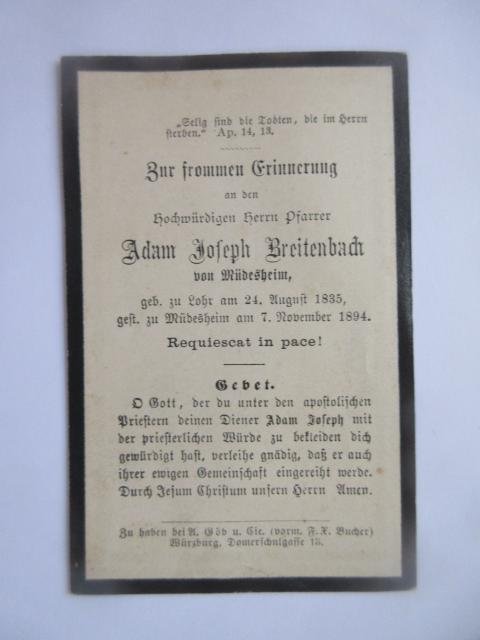 „Selig sind die Todten, die im Herrn
sterben.“ Ap. 14, 13.
Zur frommen Erinnerung
an den
Hochwürdigen Herrn Pfarrer
Adam Joseph Breitenbach
von Müdesheim,
geb. zu Lohr am 24. August 1835,
gest. zu Müdesheim am 7. November 1894.
Requiescat in pace!
Gebet.
O Gott, der du unter den apostolischen
Priestern deinen Diener Adam Joseph mit
der priesterlichen Würde zu bekleiden dich
gewürdigt hast, verleihe gnädig, daß er auch
ihrer ewigen Gemeinschaft eingereiht werde.
Durch Jesum Christum unsern Herrn Amen.
Zu haben bei A. Göb u. Cie. (vorm. F. X. Bucher)
Würzburg, Domerschulgasse 13.